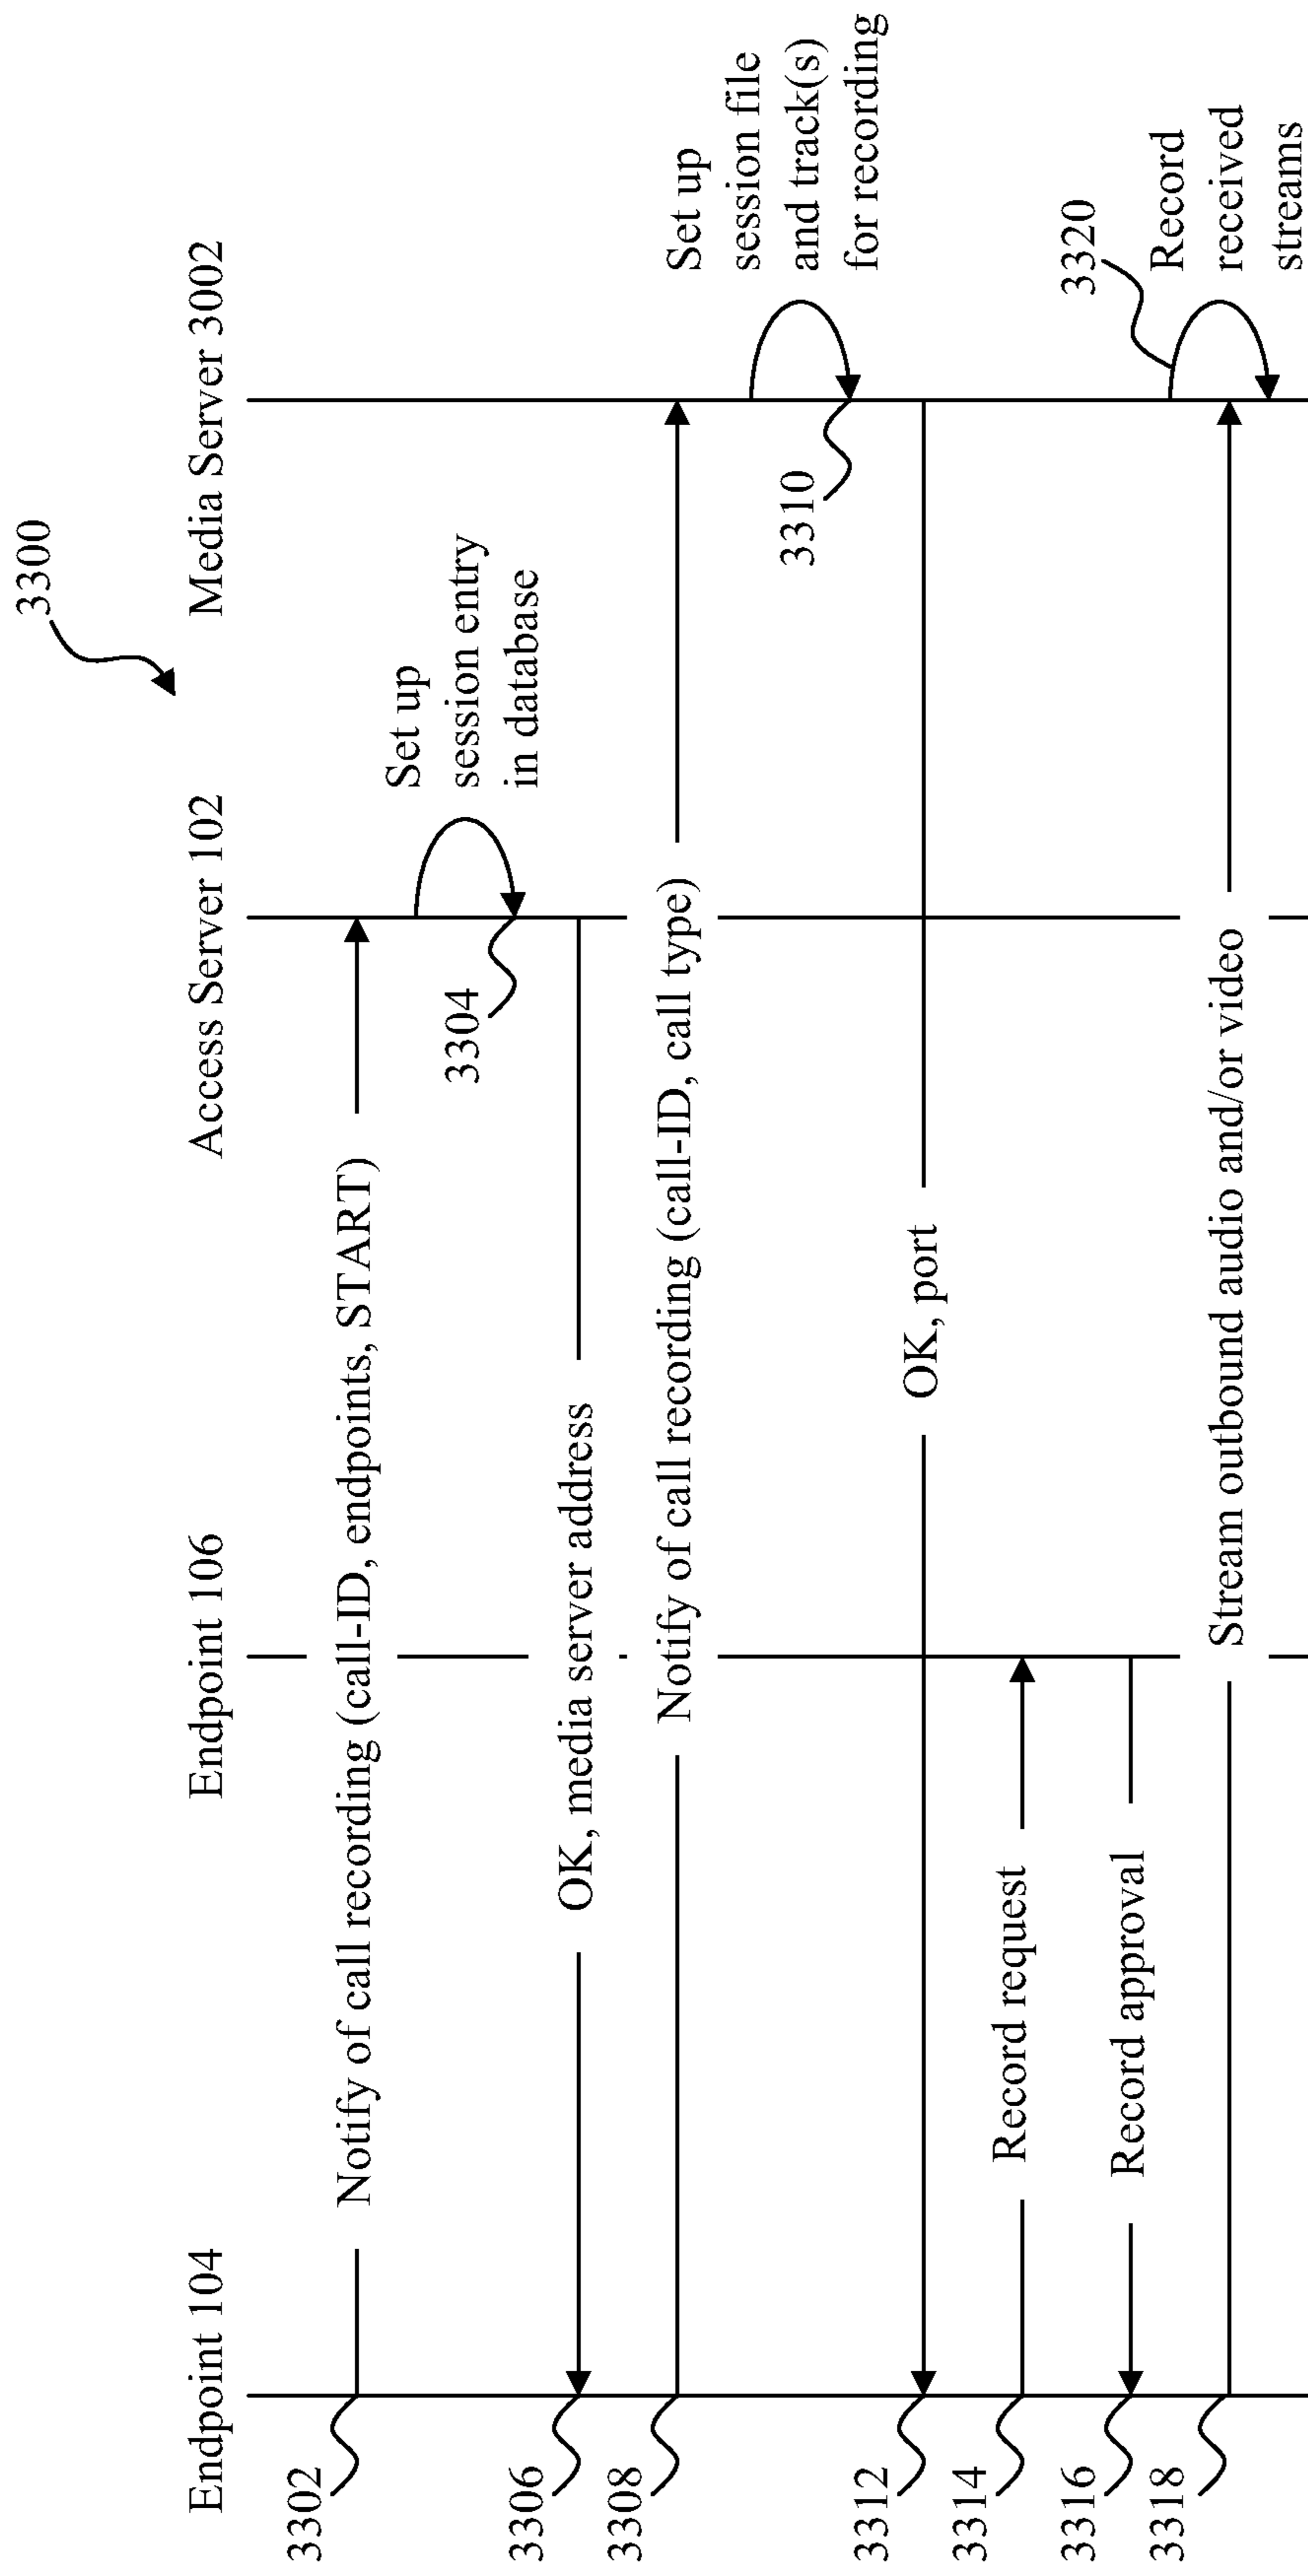 3300
Endpoint 104
Endpoint 106
Access Server 102
Media Server 3002
3302
Notify of call recording (call-ID, endpoints, START)
Set up
session entry
in database
3304
3306
OK, media server address
3308
Notify of call recording (call-ID, call type)
Set up
session file
and track(s)
for recording
3310
3312
OK, port
3314
Record request
3316
Record approval
3318
Stream outbound audio and/or video
3320
Record
received
streams